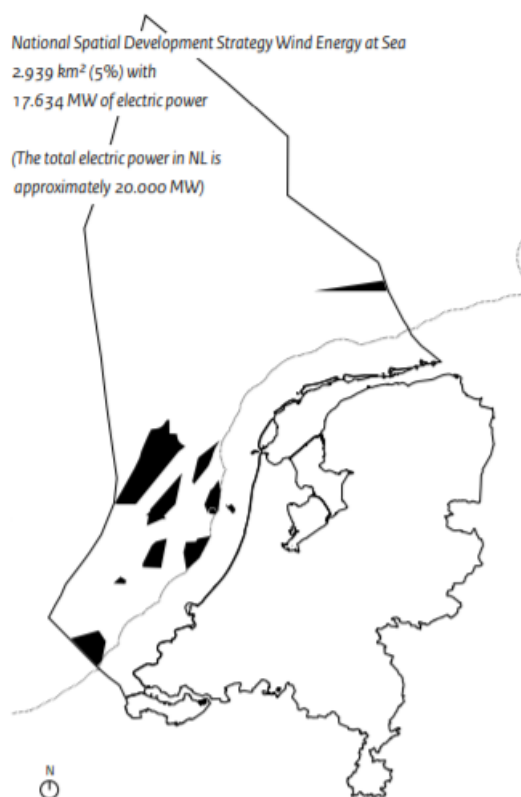 National Spatial Development Strategy Wind Energy at Sea
2.939 km² (5%) with
17.634 MW of electric power
(The total electric power in NL is
approximately 20.000 MW)
N